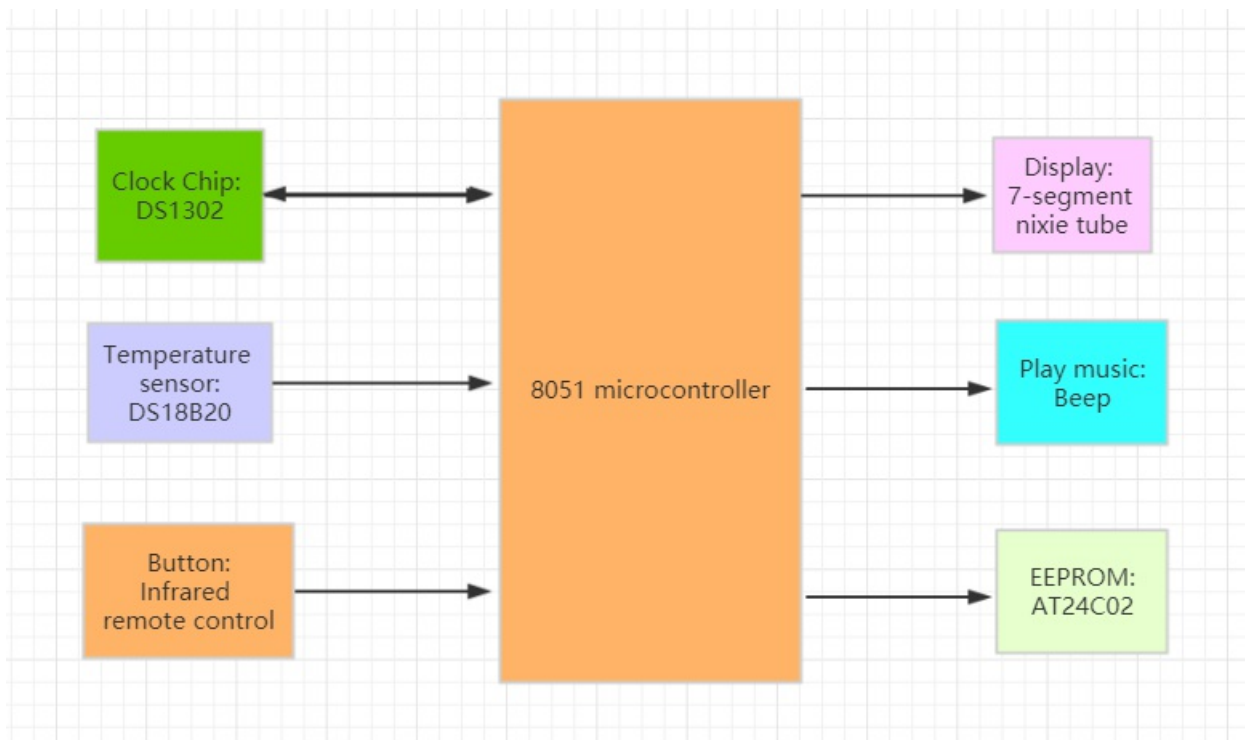 Clock Chip:
DS1302
Temperature
sensor:
DS18B20
Button:
Infrared
remote control
8051 microcontroller
Display:
7-segment
nixie tube
Play music:
Beep
EEPROM:
AT24C02